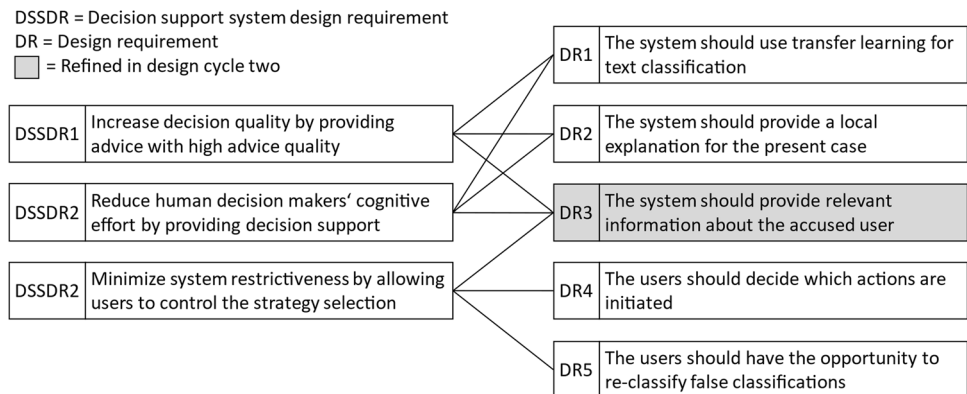 DSSDR = Decision support system design requirement
DR = Design requirement
= Refined in design cycle two
DSSDR1
Increase decision quality by providing
advice with high advice quality
DSSDR2
Reduce human decision makers‘ cognitive
effort by providing decision support
DSSDR2
Minimize system restrictiveness by allowing
users to control the strategy selection
DR1
The system should use transfer learning for
text classification
DR2
The system should provide a local
explanation for the present case
DR3
The system should provide relevant
information about the accused user
DR4
The users should decide which actions are
initiated
DR5
The users should have the opportunity to
re-classify false classifications